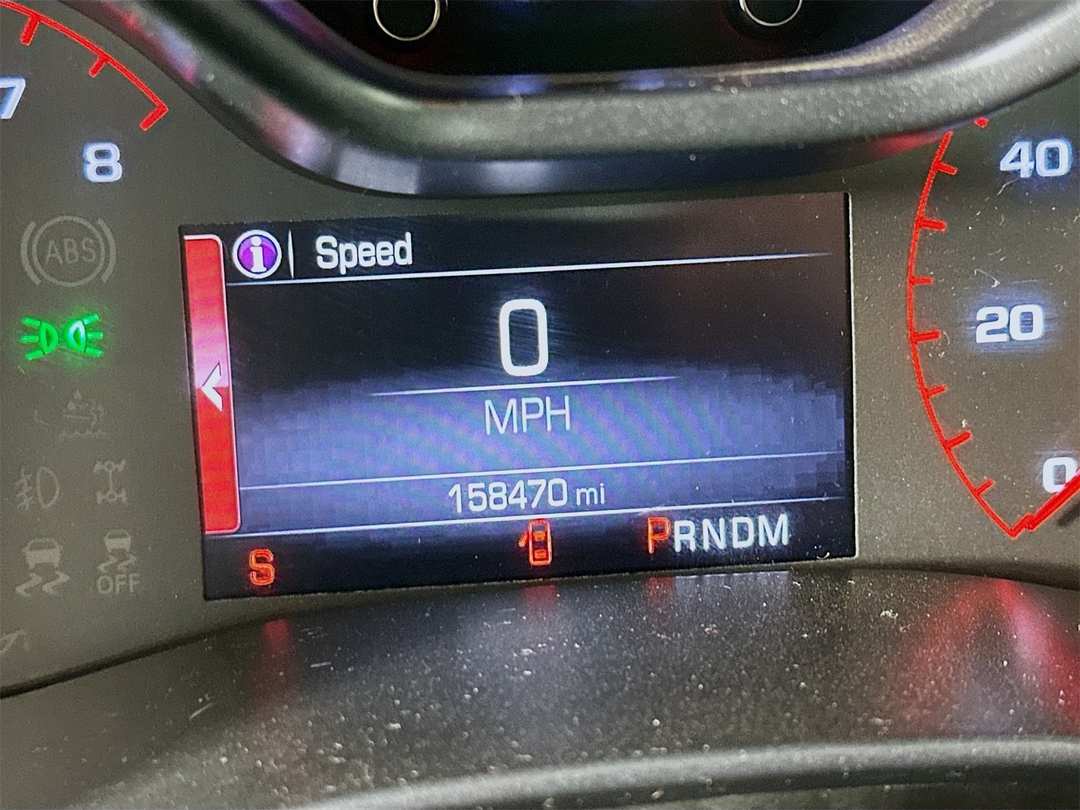 7
8
ABS
Speed
0
MPH
158470 mi
S
PRNDM
OFF
40
20
0